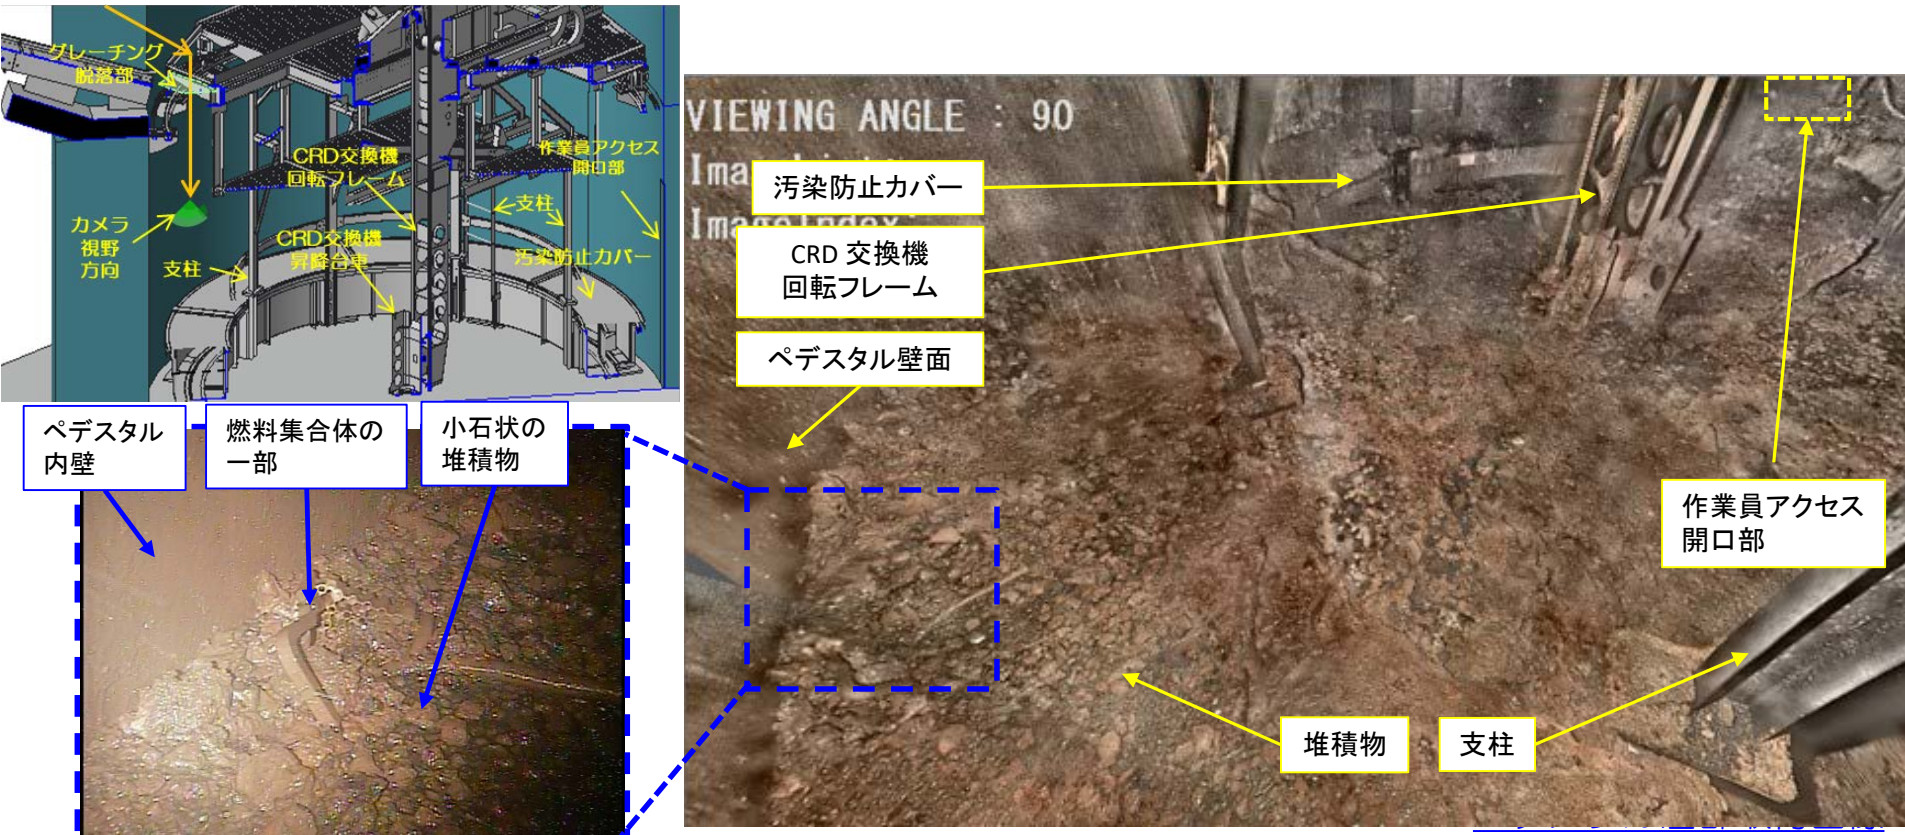 グレーチング
脱落部
CRD交換機
回転フレーム
作業員アクセス
開口部
カメラ
視野
方向
支柱
支柱
CRD交換機
昇降台車
汚染防止カバー
VIEWING ANGLE : 90
Ima
ImageIndex
汚染防止カバー
CRD 交換機
回転フレーム
ペデスタル壁面
作業員アクセス
開口部
堆積物
支柱
ペデスタル
内壁
燃料集合体の
一部
小石状の
堆積物